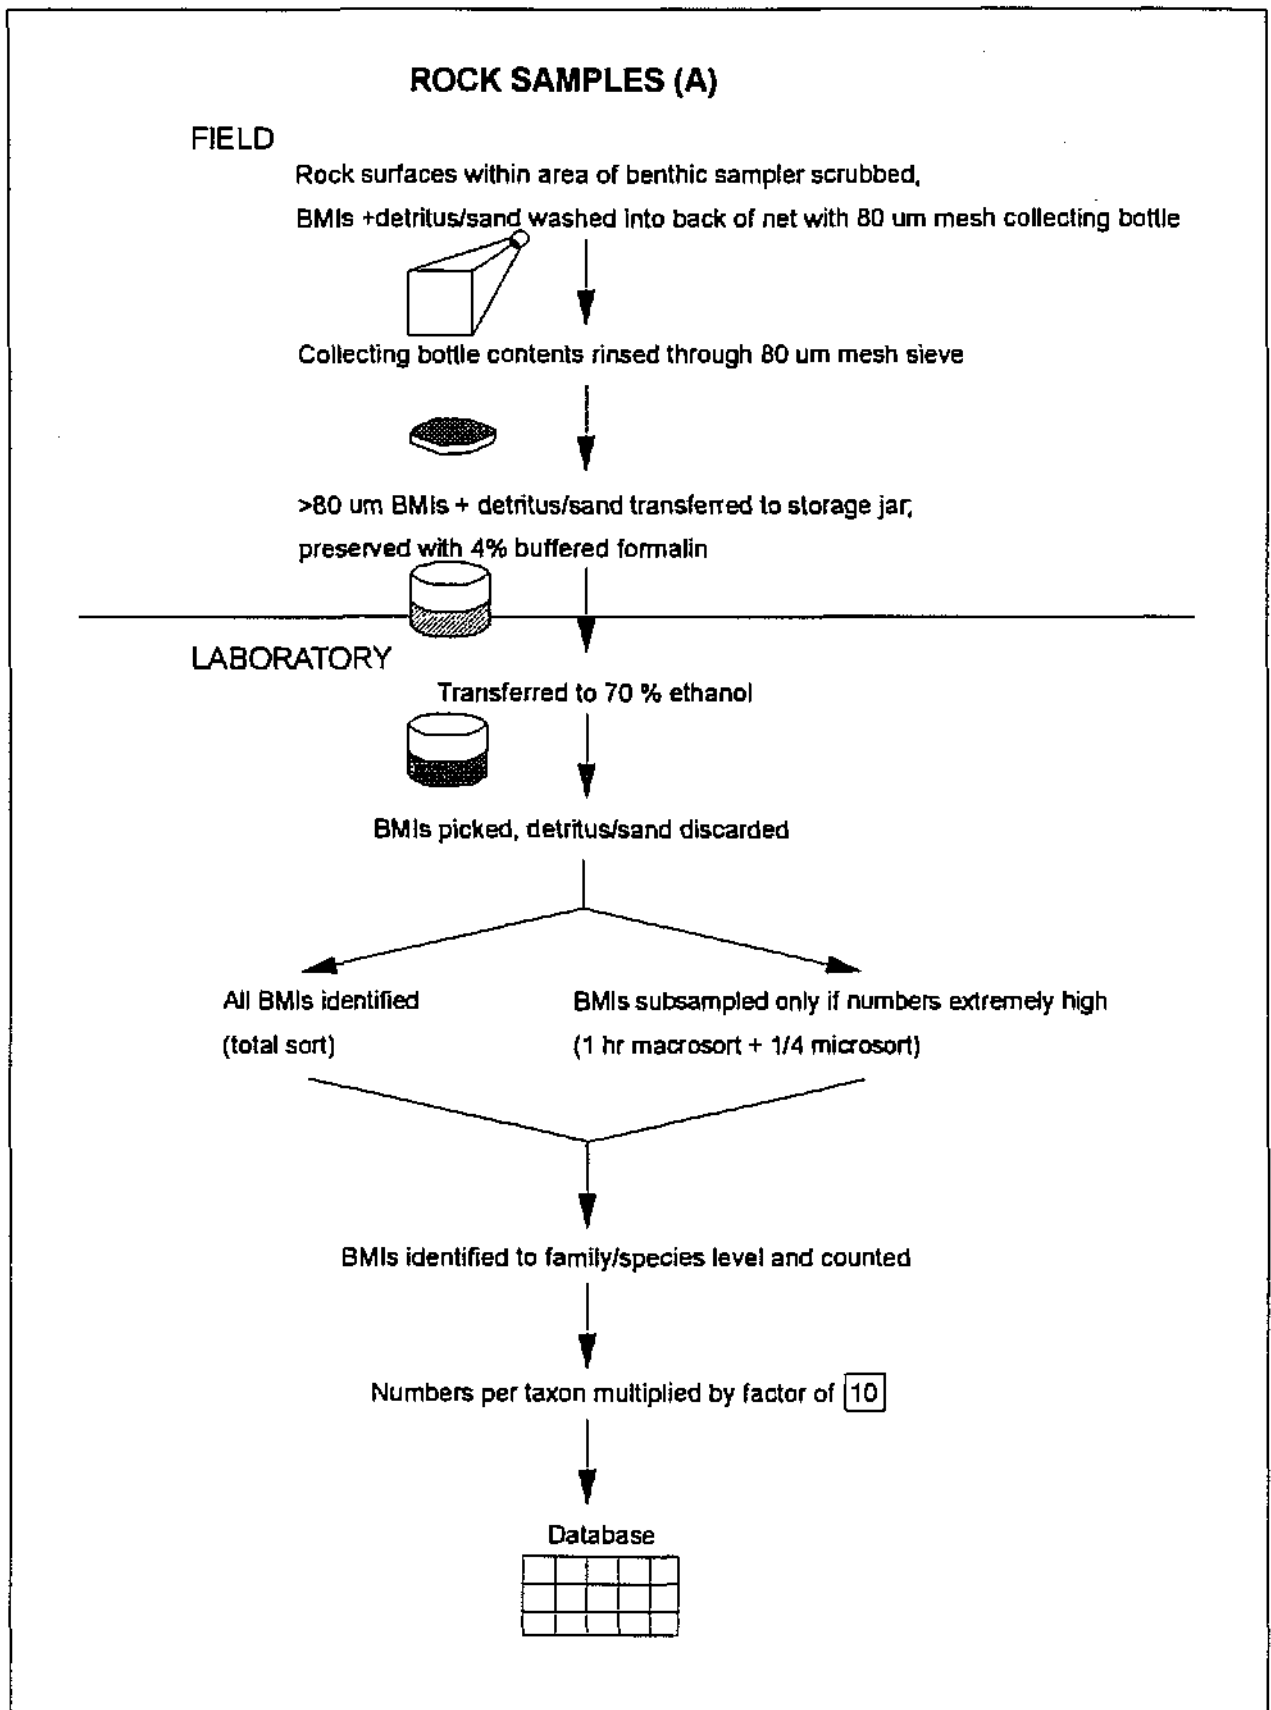 ROCK SAMPLES (A)
FIELD
Rock surfaces within area of benthic sampler scrubbed,
BMIs +detritus/sand washed into back of net with 80 um mesh collecting bottle
Collecting bottle contents rinsed through 80 um mesh sieve
>80 um BMIs + detritus/sand transferred to storage jar,
preserved with 4% buffered formalin
LABORATORY
Transferred to 70 % ethanol
BMIs picked, detritus/sand discarded
All BMIs identified
(total sort)
BMIs subsampled only if numbers extremely high
(1 hr macrosort + 1/4 microsort)
BMIs identified to family/species level and counted
Numbers per taxon multiplied by factor of 10
Database